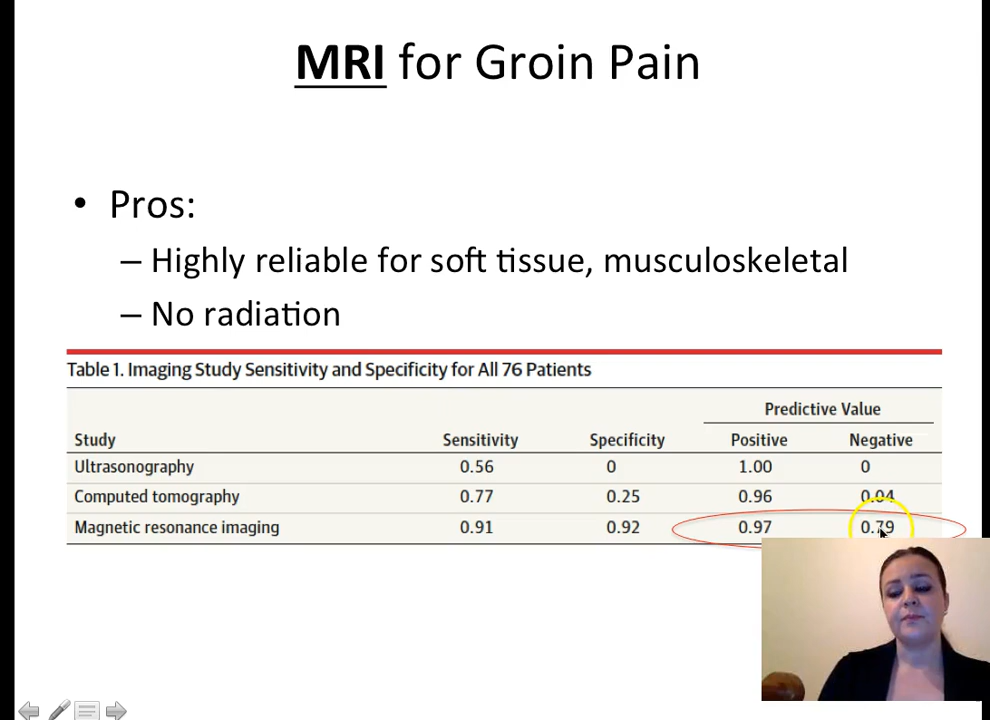 MRI for Groin Pain
• Pros:
– Highly reliable for soft tissue, musculoskeletal
– No radiation
Table 1. Imaging Study Sensitivity and Specificity for All 76 Patients
Predictive Value
Study Sensitivity Specificity Positive Negative
Ultrasonography 0.56 0 1.00 0
Computed tomography 0.77 0.25 0.96 0.04
Magnetic resonance imaging 0.91 0.92 0.97 0.79